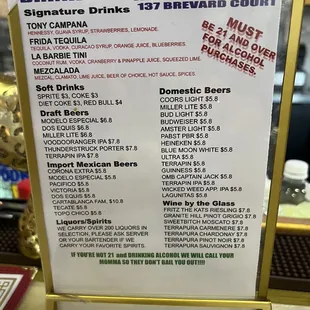 137 BREVARD COURT
Signature Drinks
MUST
BE 21 AND OVER
FOR ALCOHOL
PURCHASES.
TONY CAMPANA
HENNESSY, GUAVA SYRUP, STRAWBERRIES, LEMONADE.
FRIDA TEQUILA
TEQUILA, VODKA, CURACAO SYRUP, ORANGE JUICE, BLUEBERRIES.
LA BARBIE TINI
COCONUT RUM, VODKA, CRANBERRY & PINEAPPLE JUICE, SQUEEZED LIME.
MEZCALADA
MEZCAL, CLAMATO, LIME JUICE, BEER OF CHOICE, HOT SAUCE, SPICES.
Soft Drinks
SPRITE $3, COKE $3
DIET COKE $3, RED BULL $4
Draft Beers
MODELO ESPECIAL $.8
DOS EQUIS $.8
MILLER LITE $.8
VOODOORANGER IPA $7.8
THUNDERSTRUCK PORTER $7.8
TERRAPIN IPA $7.8
Import Mexican Beers
CORONA EXTRA $5.8
MODELO ESPECIAL $5.8
PACIFICO $5.8
VICTORIA $5.8
DOS EQUIS $5.8
CARTABLANCA FAM. $10.8
TECATE $5.8
POPO CHICO $5.8
Liquors/Spirits
WE CARRY OVER 200 LIQUORS IN
SELECTION, PLEASE ASK SERVER
OR YOUR BARTENDER IF WE
CARRY YOUR FAVORITE SPIRITS.
Domestic Beers
COORS LIGHT $5.8
MILLER LITE $5.8
BUD LIGHT $5.8
BUDWEISER $5.8
AMSTER LIGHT $5.8
PABST PBR $5.8
HEINEKEN $5.8
BLUE MOON WHITE $5.8
ULTRA $5.8
TERRAPIN $5.8
GUINNESS $5.8
OMB CAPTAIN JACK $5.8
TERRAPIN IPA $5.8
WICKED WEED APP IPA $5.8
LAGUNITAS $5.8
Wine by the Glass
FRITZ THE KATS RIESLING $7.8
GRANITE HILL PINOT GRIGIO $7.8
SWEETBITCH MOSCATO $7.8
TERRAPURA CARMENERE $7.8
TERRAPURA CHARDONAY $7.8
TERRAPURA PINOT NOIR $7.8
TERRAPURA SAUVIGNON $7.8
IF YOU'RE NOT 21 and DRINKING ALCOHOL WE WILL CALL YOUR
MOMMA SO THEY DON'T BAIL YOU OUT!!!!